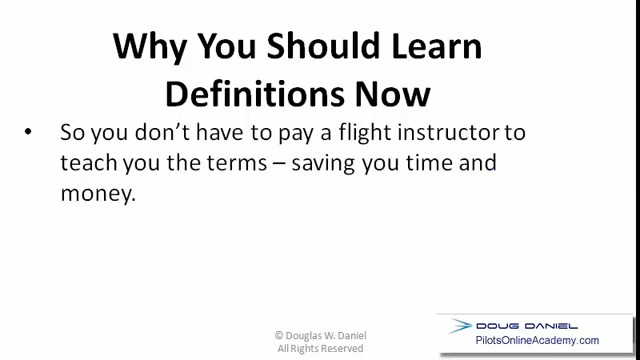 Why You Should Learn
Definitions Now
• So you don't have to pay a flight instructor to
teach you the terms – saving you time and
money.
© Douglas W. Daniel
All Rights Reserved
DOUG DANIEL
PilotsOnlineAcademy.com